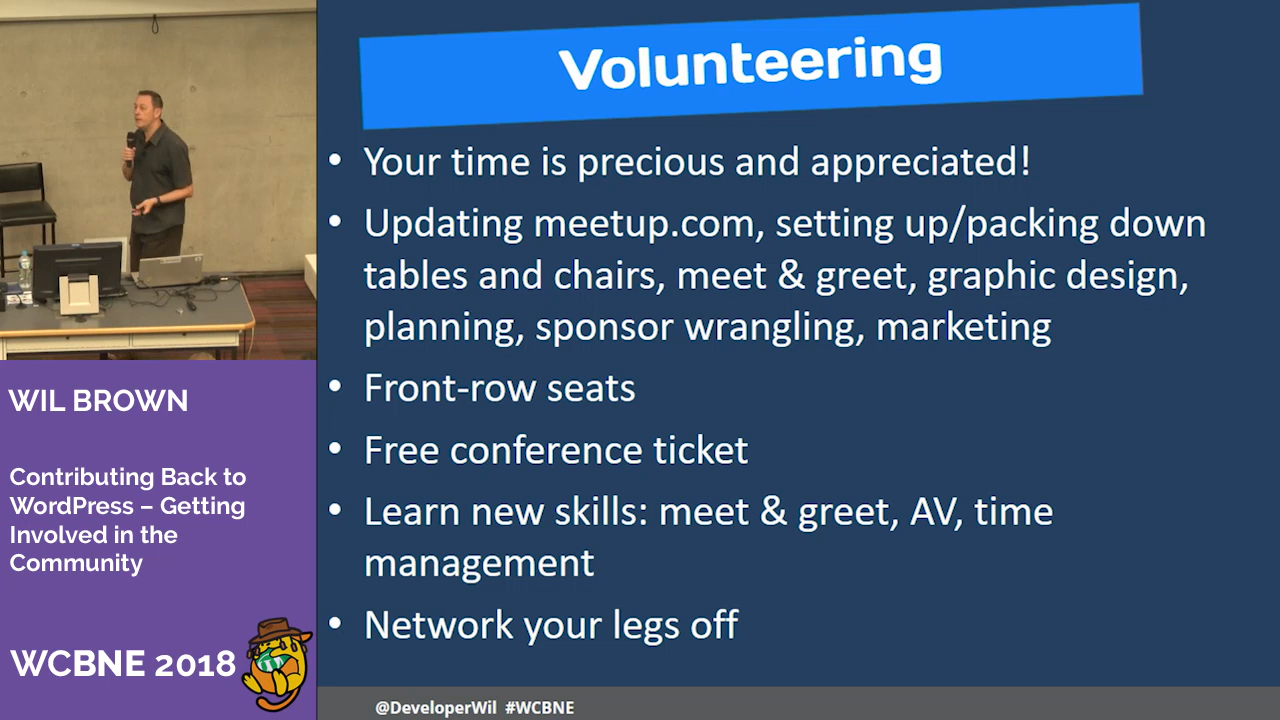 Volunteering
• Your time is precious and appreciated!
• Updating meetup.com, setting up/packing down
tables and chairs, meet & greet, graphic design,
planning, sponsor wrangling, marketing
• Front-row seats
• Free conference ticket
• Learn new skills: meet & greet, AV, time
management
• Network your legs off
WIL BROWN
Contributing Back to
WordPress – Getting
Involved in the
Community
WCBNE 2018
@DeveloperWil #WCBNE